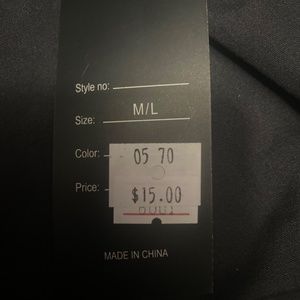 Style no:
Size: M/L
Color: 05 70
Price: $15.00
MADE IN CHINA